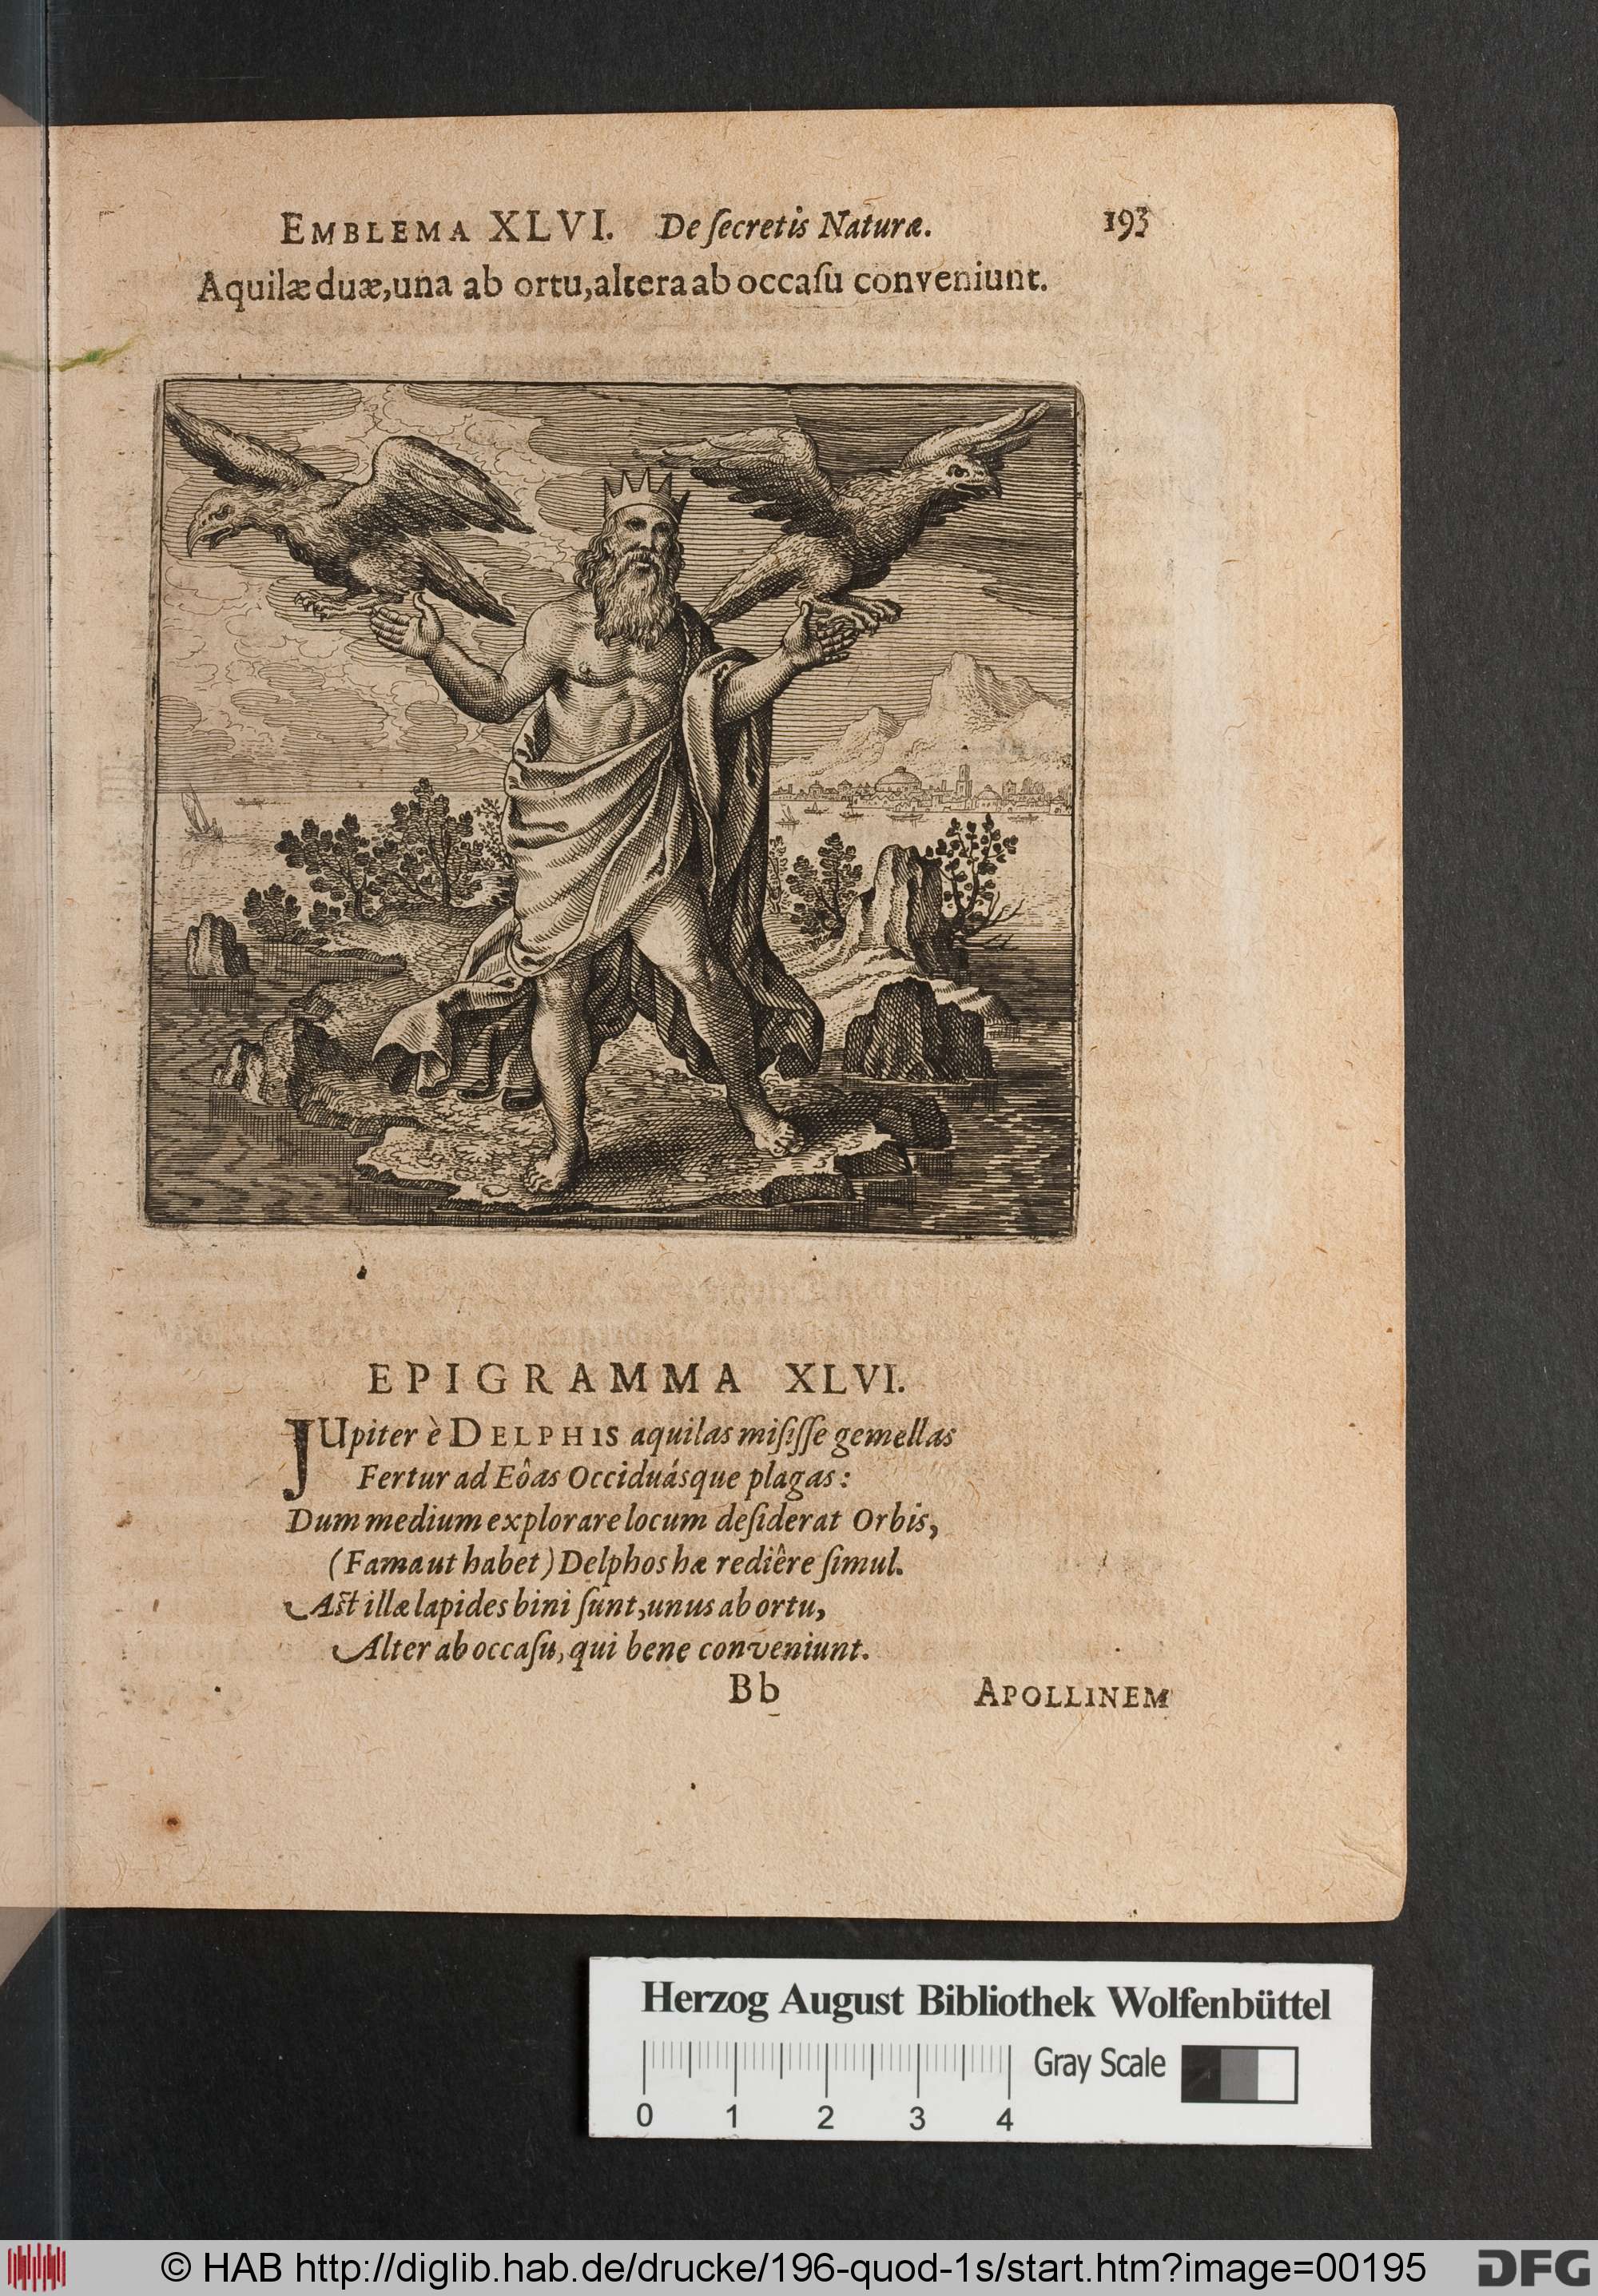 EMBLEMA XLVI. De ſecretis Naturæ. 193
Aquilæ duæ, una ab ortu, altera ab occaſu conveniunt.
EPIGRAMMA XLVI.
JUpiter è DELPHIS aquilas miſiſſe gemellas
Fertur ad Eôas Occiduásque plagas:
Dum medium explorare locum deſiderat Orbis,
(Fama ut habet) Delphos hæ rediêre ſimul.
Aſt illæ lapides bini ſunt, unus ab ortu,
Alter ab occaſu, qui bene conveniunt.
Bb APOLLINEM
Herzog August Bibliothek Wolfenbüttel
Gray Scale
0 1 2 3 4
© HAB http://diglib.hab.de/drucke/196-quod-1s/start.htm?image=00195
DFG